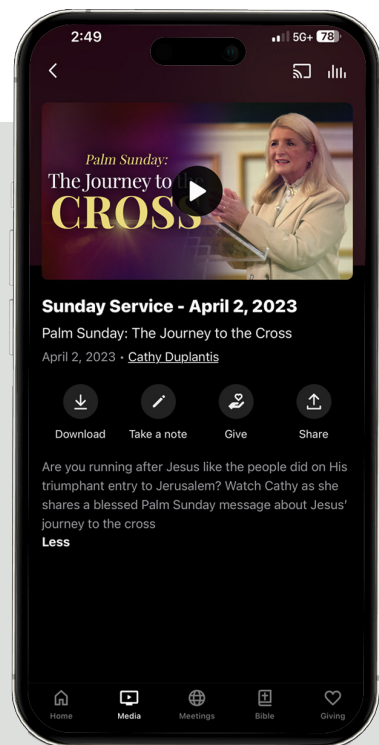 2:49
5G+ 78
Palm Sunday:
The Journey to the
CROSS
Sunday Service - April 2, 2023
Palm Sunday: The Journey to the Cross
April 2, 2023 • Cathy Duplantis
Download Take a note Give Share
Are you running after Jesus like the people did on His
triumphant entry to Jerusalem? Watch Cathy as she
shares a blessed Palm Sunday message about Jesus'
journey to the cross
Less
Home Media Meetings Bible Giving